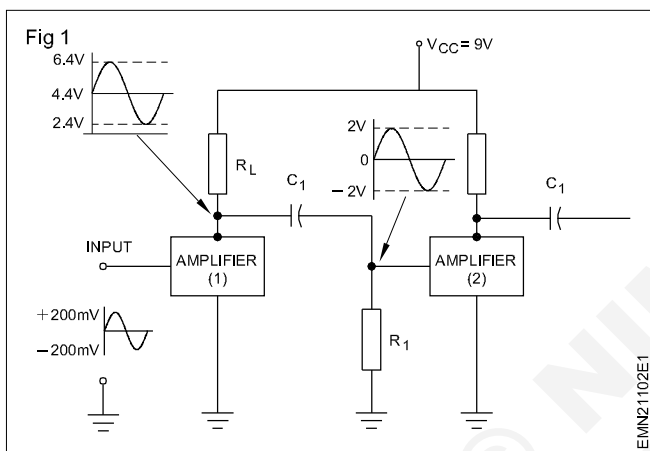 Fig 1
6.4V
4.4V
2.4V
VCC = 9V
RL
C1
2V
0
−2V
C1
INPUT
AMPLIFIER
(1)
AMPLIFIER
(2)
+200mV
−200mV
R1
EMN21102E1
© NI